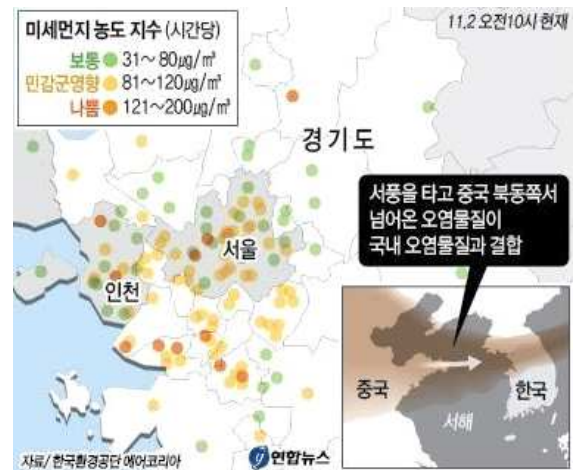 미세먼지 농도 지수 (시간당)
보통 31~80㎍/㎥
민감군영향 81~120㎍/㎥
나쁨 121~200㎍/㎥
11,2 오전10시 현재
경기도
서풍을 타고 중국 북동쪽서
넘어온 오염물질이
국내 오염물질과 결합
서울
인천
중국
한국
서해
자료/ 한국환경공단 에어코리아
연합뉴스